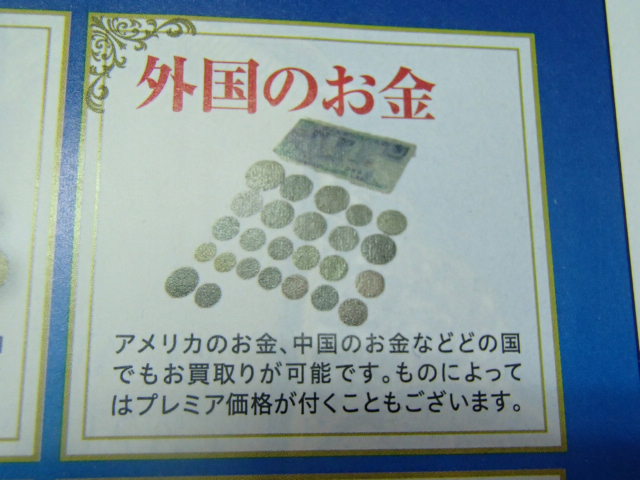 外国のお金
アメリカのお金、中国のお金などどの国
でもお買取りが可能です。ものによって
はプレミア価格が付くこともございます。